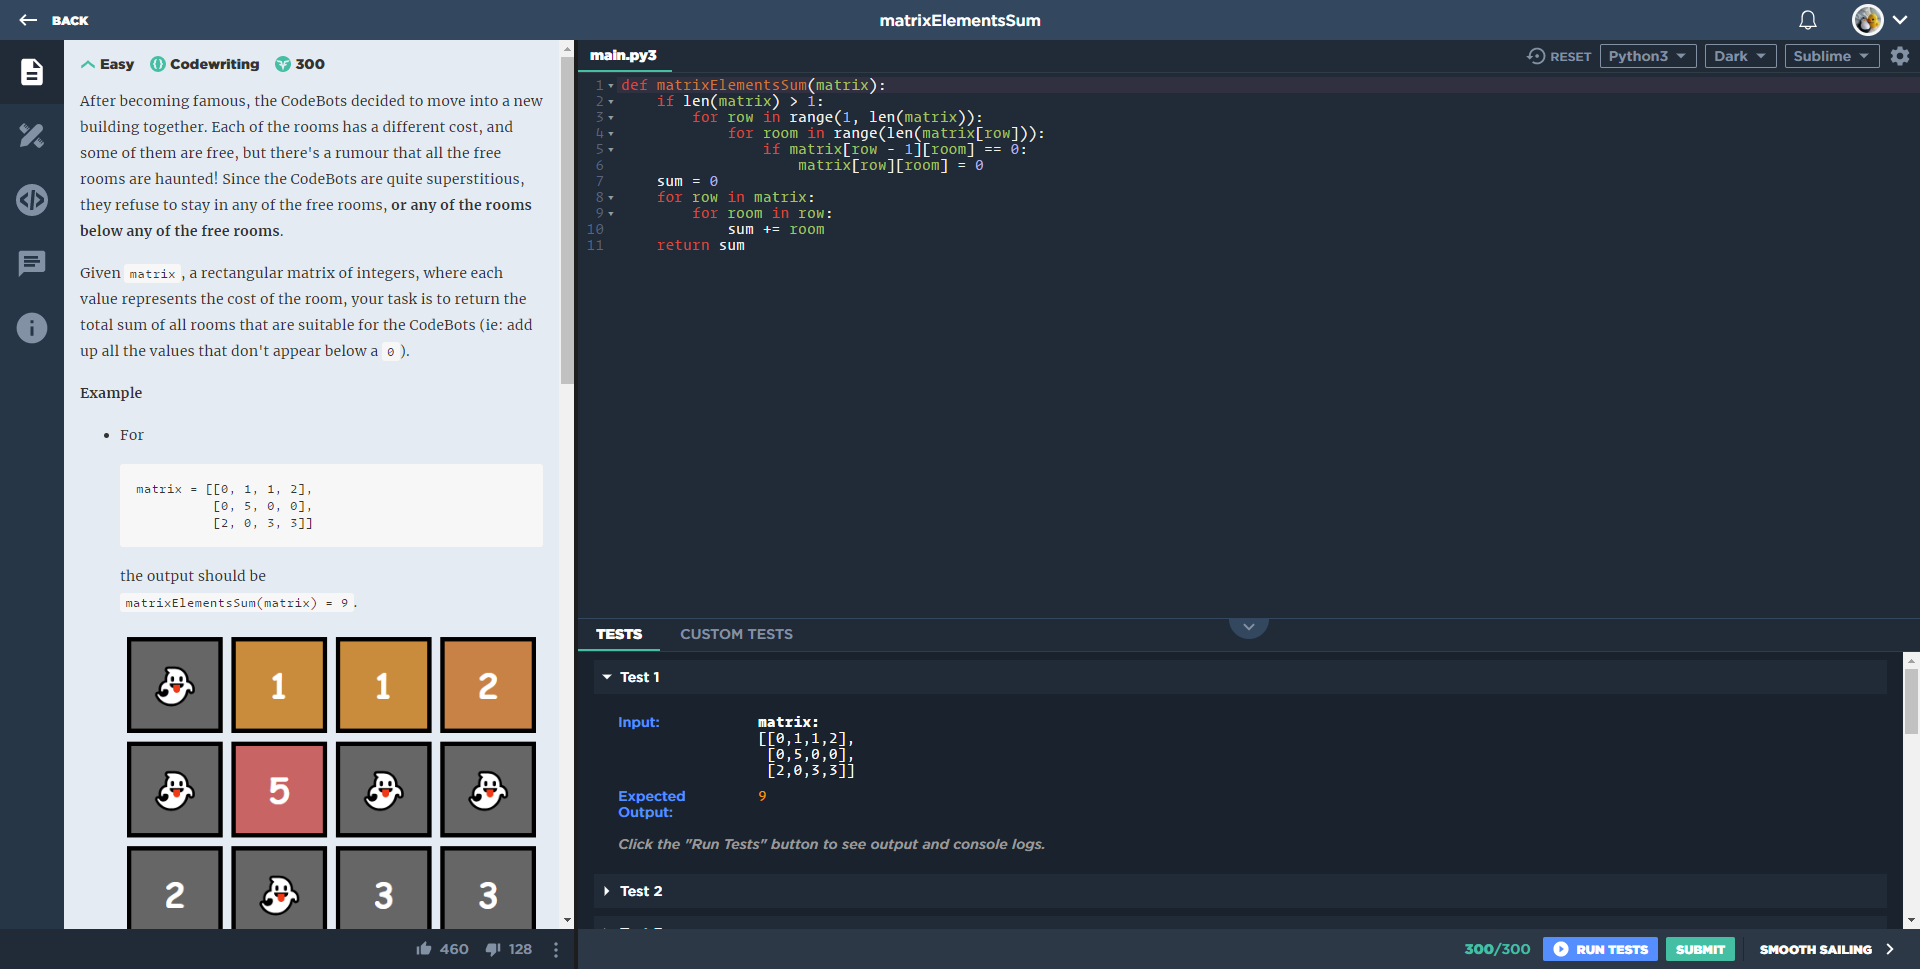 BACK
matrixElementsSum
Easy Codewriting 300
After becoming famous, the CodeBots decided to move into a new
building together. Each of the rooms has a different cost, and
some of them are free, but there's a rumour that all the free
rooms are haunted! Since the CodeBots are quite superstitious,
they refuse to stay in any of the free rooms, or any of the rooms
below any of the free rooms.
Given matrix, a rectangular matrix of integers, where each
value represents the cost of the room, your task is to return the
total sum of all rooms that are suitable for the CodeBots (ie: add
up all the values that don't appear below a 0).
Example
• For
matrix = [[0, 1, 1, 2],
[0, 5, 0, 0],
[2, 0, 3, 3]]
the output should be
matrixElementsSum(matrix) = 9.
1 1 2
5
2 3 3
460 128
main.py3
RESET Python3 Dark Sublime
1 def matrixElementsSum(matrix):
2 if len(matrix) > 1:
3 for row in range(1, len(matrix)):
4 for room in range(len(matrix[row])):
5 if matrix[row - 1][room] == 0:
6 matrix[row][room] = 0
7 sum = 0
8 for row in matrix:
9 for room in row:
10 sum += room
11 return sum
TESTS CUSTOM TESTS
Test 1
Input: matrix:
[[0,1,1,2],
[0,5,0,0],
[2,0,3,3]]
Expected 9
Output:
Click the "Run Tests" button to see output and console logs.
Test 2
300/300 RUN TESTS SUBMIT SMOOTH SAILING